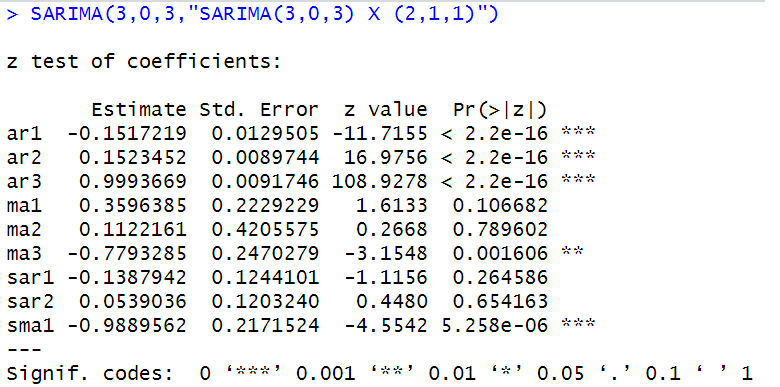 > SARIMA(3,0,3,"SARIMA(3,0,3) X (2,1,1)")
z test of coefficients:
Estimate Std. Error z value Pr(>|z|)
ar1 -0.1517219 0.0129505 -11.7155 < 2.2e-16 ***
ar2 0.1523452 0.0089744 16.9756 < 2.2e-16 ***
ar3 0.9993669 0.0091746 108.9278 < 2.2e-16 ***
ma1 0.3596385 0.2229229 1.6133 0.106682
ma2 0.1122161 0.4205575 0.2668 0.789602
ma3 -0.7793285 0.2470279 -3.1548 0.001606 **
sar1 -0.1387942 0.1244101 -1.1156 0.264586
sar2 0.0539036 0.1203240 0.4480 0.654163
sma1 -0.9889562 0.2171524 -4.5542 5.258e-06 ***
---
Signif. codes: 0 ‘***’ 0.001 ‘**’ 0.01 ‘*’ 0.05 ‘.’ 0.1 ‘ ’ 1